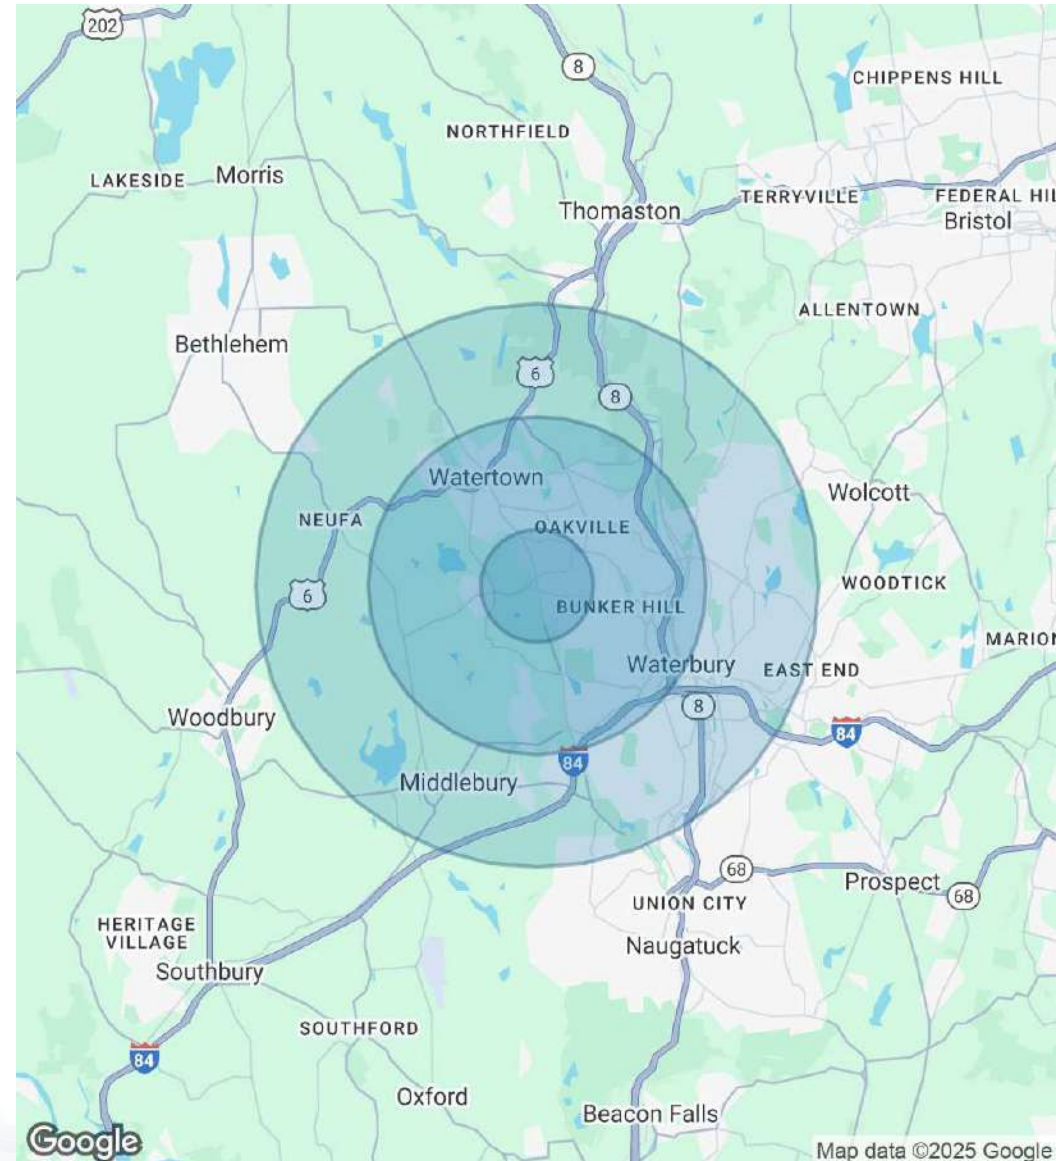 202
8
CHIPPENS HILL
NORTHFIELD
LAKESIDE
Morris
TERRYVILLE
FEDERAL HIL
Bristol
Thomaston
ALLENTOWN
Bethlehem
6
8
Watertown
Wolcott
NEUFA
OAKVILLE
WOODTICK
6
BUNKER HILL
MARION
Waterbury
EAST END
Woodbury
8
84
84
Middlebury
68
Prospect
68
UNION CITY
HERITAGE
VILLAGE
Naugatuck
Southbury
SOUTHFORD
84
Oxford
Beacon Falls
Google
Map data ©2025 Google